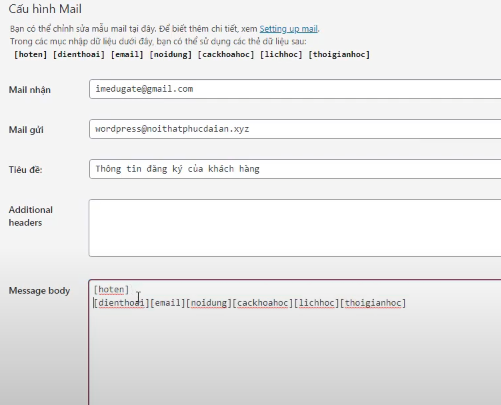 Cấu hình Mail
Bạn có thể chỉnh sửa mẫu mail tại đây. Để biết thêm chi tiết, xem Setting up mail.
Trong các mục nhập dữ liệu dưới đây, bạn có thể sử dụng các thẻ dữ liệu sau:
[hoten] [dienthoai] [email] [noidung] [cackhoahoc] [lichhoc] [thoigianhoc]
Mail nhận
imedugate@gmail.com
Mail gửi
wordpress@noithatphucdaian.xyz
Tiêu đề:
Thông tin đăng ký của khách hàng
Additional
headers
Message body
[hoten]
[dienthoai][email][noidung][cackhoahoc][lichhoc][thoigianhoc]